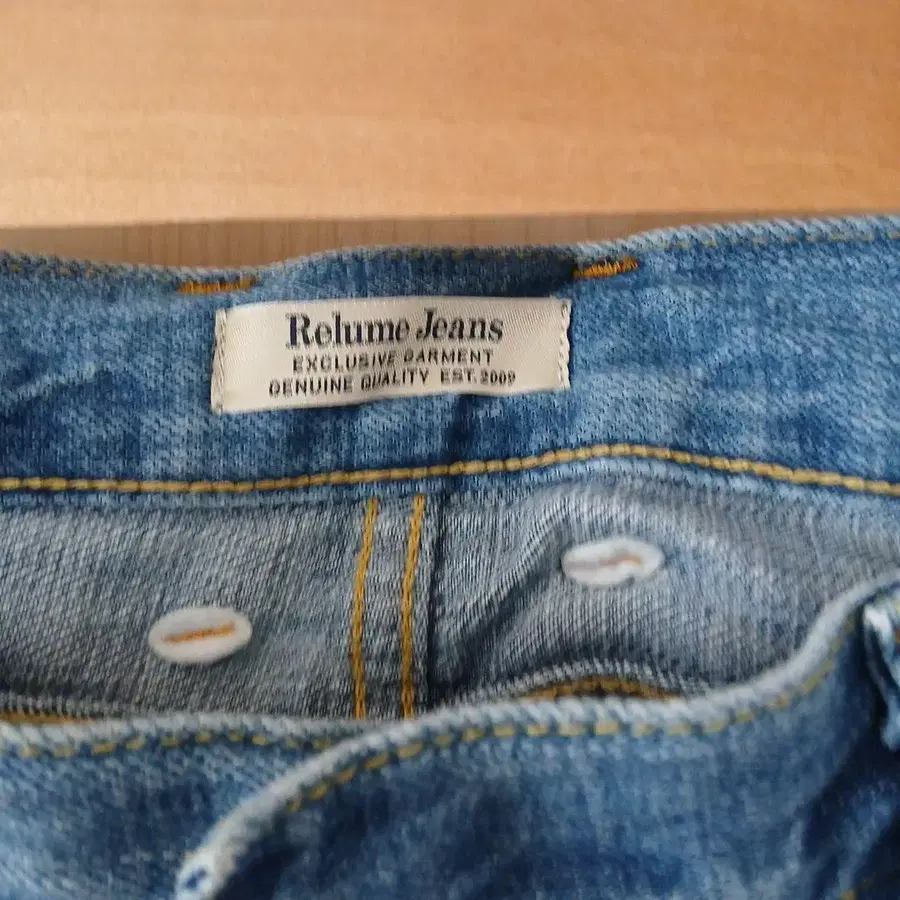 Relume Jeans
EXCLUSIVE GARMENT
GENUINE QUALITY EST.2009